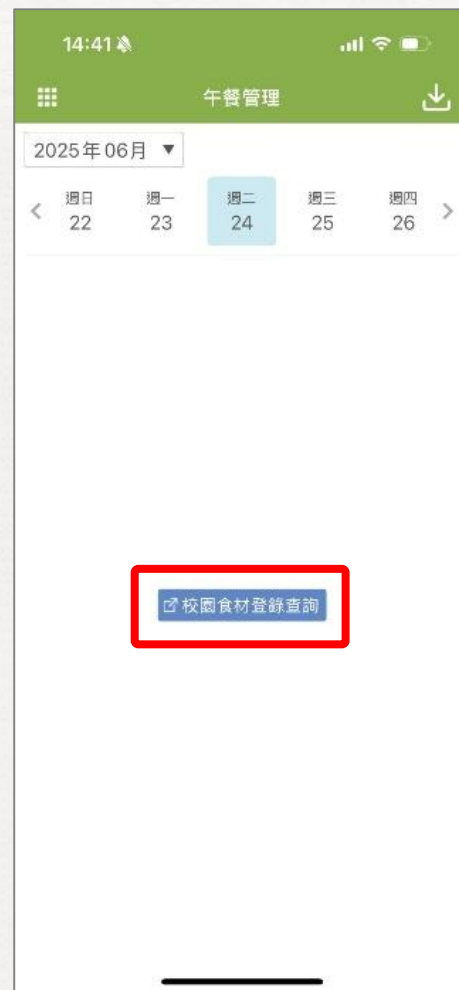 14:41
午餐管理
2025年06月 ▼
週日 週一 週二 週三 週四
< 22 23 24 25 26 >
校園食材登錄查詢